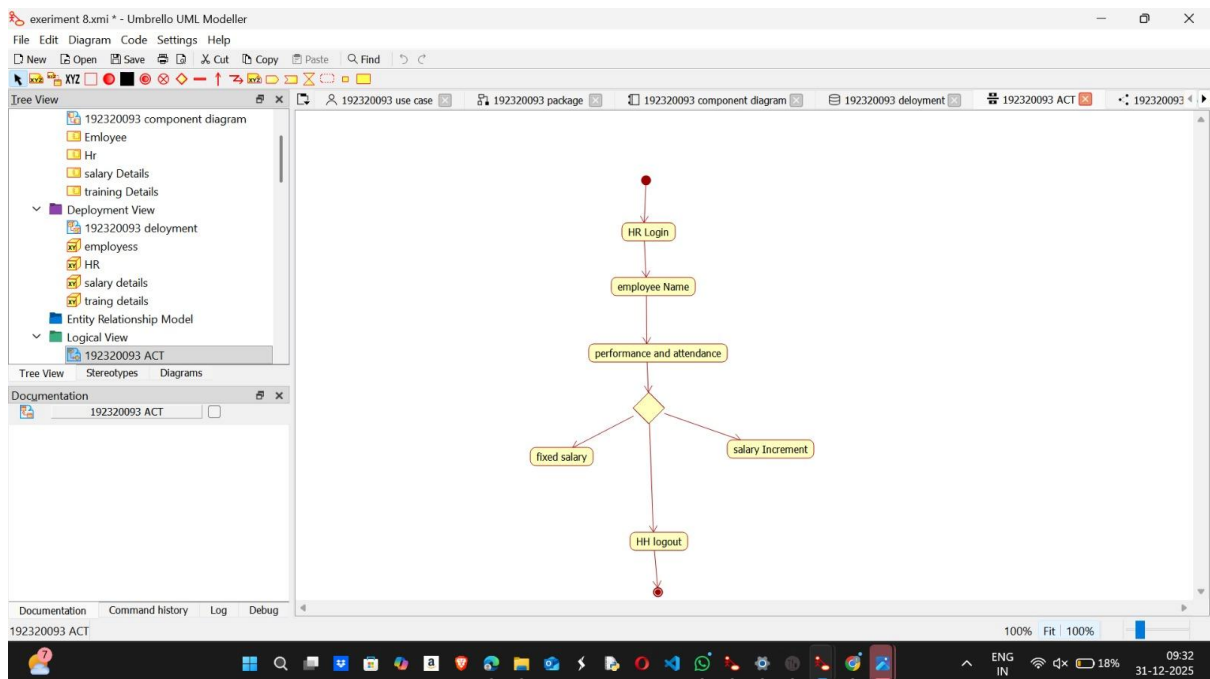 exeriment 8.xmi * - Umbrello UML Modeller
File Edit Diagram Code Settings Help
New Open Save Cut Copy Paste Find
XYZ XYZ XYZ
Tree View
192320093 use case 192320093 package 192320093 component diagram 192320093 deloyment 192320093 ACT 192320093
192320093 component diagram
Emloyee
Hr
salary Details
training Details
Deployment View
192320093 deloyment
employess
HR
salary details
traing details
Entity Relationship Model
Logical View
192320093 ACT
Tree View Stereotypes Diagrams
Documentation
192320093 ACT
HR Login
employee Name
performance and attendance
fixed salary
salary Increment
HH logout
Documentation Command history Log Debug
192320093 ACT
100% Fit 100%
7
ENG
IN
18%
09:32
31-12-2025